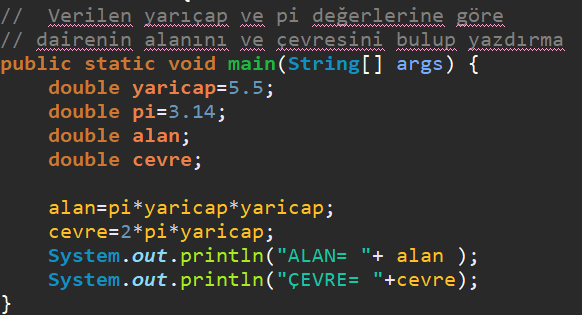 // Verilen yarıçap ve pi değerlerine göre
// dairenin alanını ve çevresini bulup yazdırma
public static void main(String[] args) {
double yaricap=5.5;
double pi=3.14;
double alan;
double cevre;
alan=pi*yaricap*yaricap;
cevre=2*pi*yaricap;
System.out.println("ALAN= "+ alan );
System.out.println("ÇEVRE= "+cevre);
}